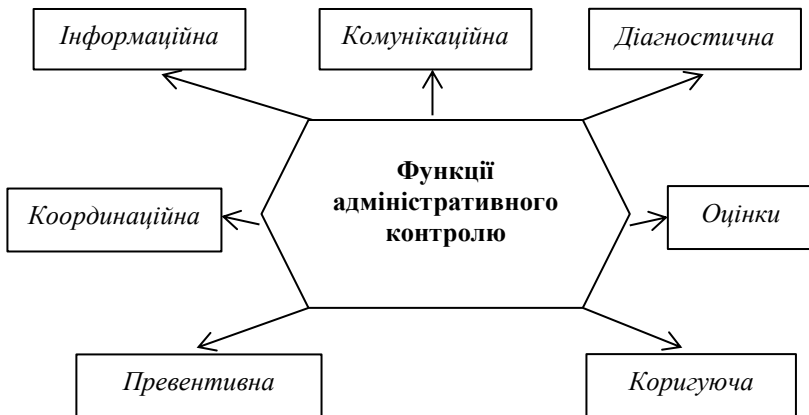 Інформаційна
Комунікаційна
Діагностична
Функції
адміністративного
контролю
Координаційна
Оцінки
Превентивна
Коригуюча